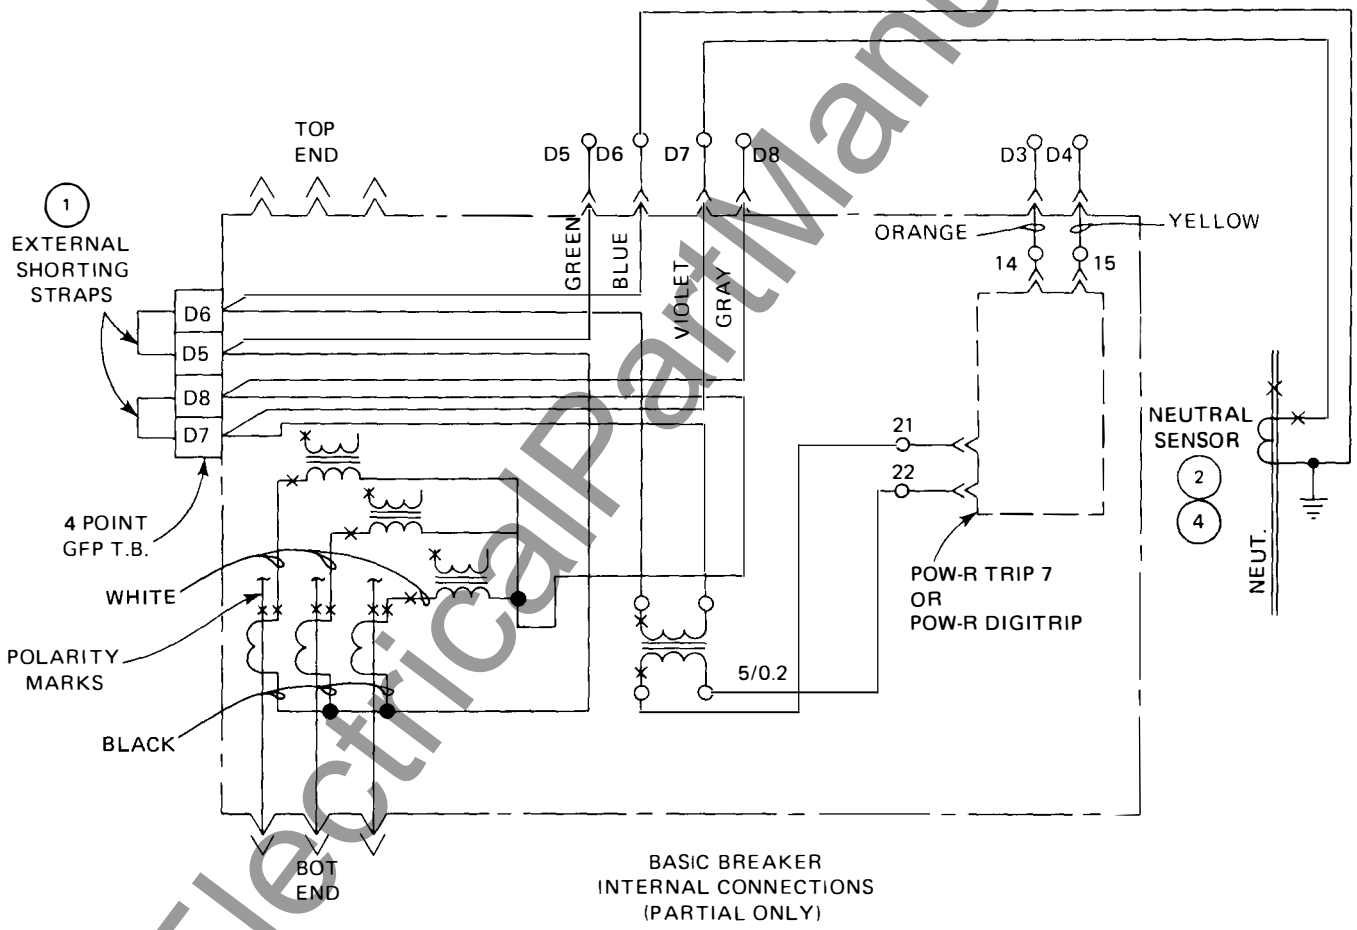 TOP
END
D5 D6 D7 D8
D3 D4
1
EXTERNAL
SHORTING
STRAPS
GREEN
BLUE
VIOLET
GRAY
ORANGE
YELLOW
14 15
D6
D5
D8
D7
4 POINT
GFP T.B.
WHITE
POLARITY
MARKS
BLACK
21
22
5/0.2
POW-R TRIP 7
OR
POW-R DIGITRIP
NEUTRAL
SENSOR
2
4
NEUT.
BOT
END
BASIC BREAKER
INTERNAL CONNECTIONS
(PARTIAL ONLY)
ElectricalPartManu